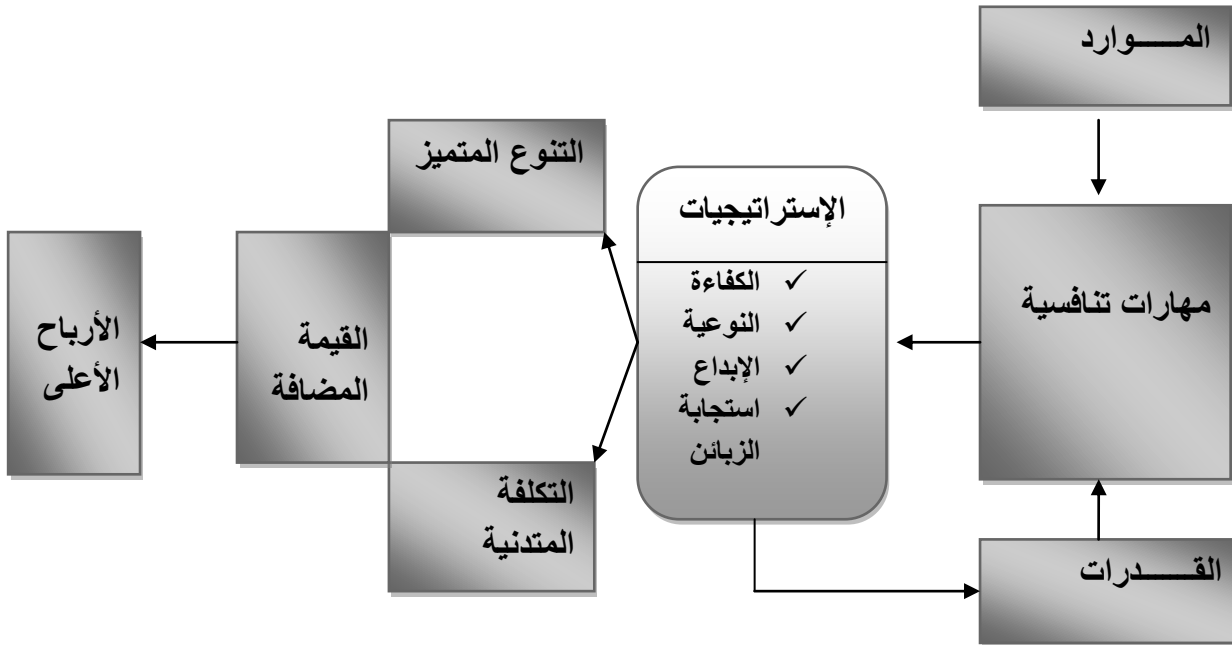 المـــــوارد
التنوع المتميز
الإستراتيجيات
مهارات تنافسية
✓ الكفاءة
✓ النوعية
✓ الإبداع
✓ استجابة
الزبائن
القيمة
المضافة
الأرباح
الأعلى
التكلفة
المتدنية
القـــــدرات